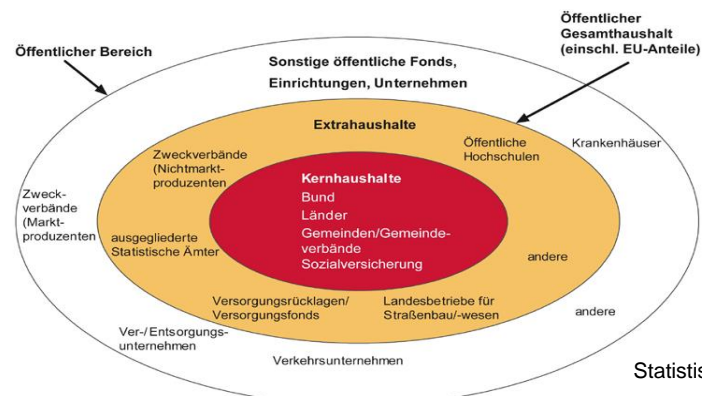 Öffentlicher Bereich
Öffentlicher
Gesamthaushalt
(einschl. EU-Anteile)
Sonstige öffentliche Fonds,
Einrichtungen, Unternehmen
Extrahaushalte
Zweckverbände
(Nichtmarkt-
produzenten
Öffentliche
Hochschulen
Krankenhäuser
Zweck-
verbände
(Markt-
produzenten
Kernhaushalte
Bund
Länder
Gemeinden/Gemeinde-
verbände
Sozialversicherung
ausgegliederte
Statistische Ämter
andere
Versorgungsrücklagen/
Versorgungsfonds
Landesbetriebe für
Straßenbau/-wesen
andere
Ver-/Entsorgungs-
unternehmen
Verkehrsunternehmen